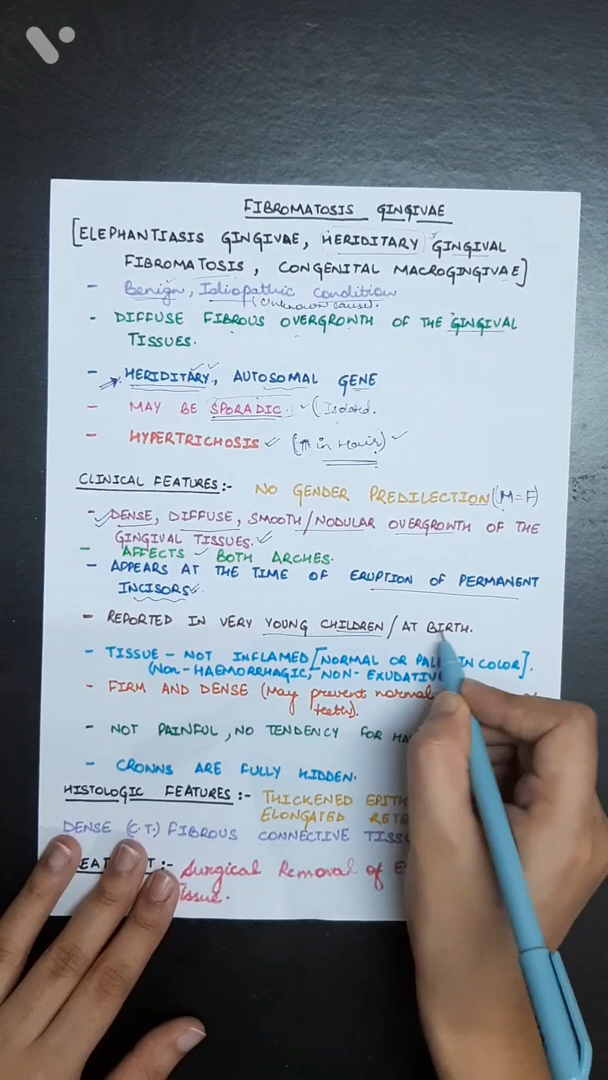 FIBROMATOSIS GINGIVAE
[ELEPHANTIASIS GINGIVAE, HERIDITARY GINGIVAL
FIBROMATOSIS, CONGENITAL MACROGINGIVAE]
- Benign, Idiopathic condition
(Unknown cause).
- DIFFUSE FIBROUS OVERGROWTH OF THE GINGIVAL
TISSUES.
- HERIDITARY, AUTOSOMAL GENE
- MAY BE SPORADIC. (Isolated.
- HYPERTRICHOSIS (↑ in Hair)
CLINICAL FEATURES:- NO GENDER PREDILECTION (M=F)
- DENSE, DIFFUSE, SMOOTH/NODULAR OVERGROWTH OF THE
GINGIVAL TISSUES.
- AFFECTS BOTH ARCHES.
- APPEARS AT THE TIME OF ERUPTION OF PERMANENT
INCISORS.
- REPORTED IN VERY YOUNG CHILDREN / AT BIRTH.
- TISSUE - NOT INFLAMED [NORMAL OR PALE IN COLOR].
(NON-HAEMORRHAGIC, NON-EXUDATIVE
- FIRM AND DENSE (May prevent normal
teeth).
- NOT PAINFUL, NO TENDENCY FOR
- CROWNS ARE FULLY HIDDEN.
HISTOLOGIC FEATURES:- THICKENED
ELONGATED
DENSE (C.T.) FIBROUS CONNECTIVE
Surgical Removal of
Tissue.